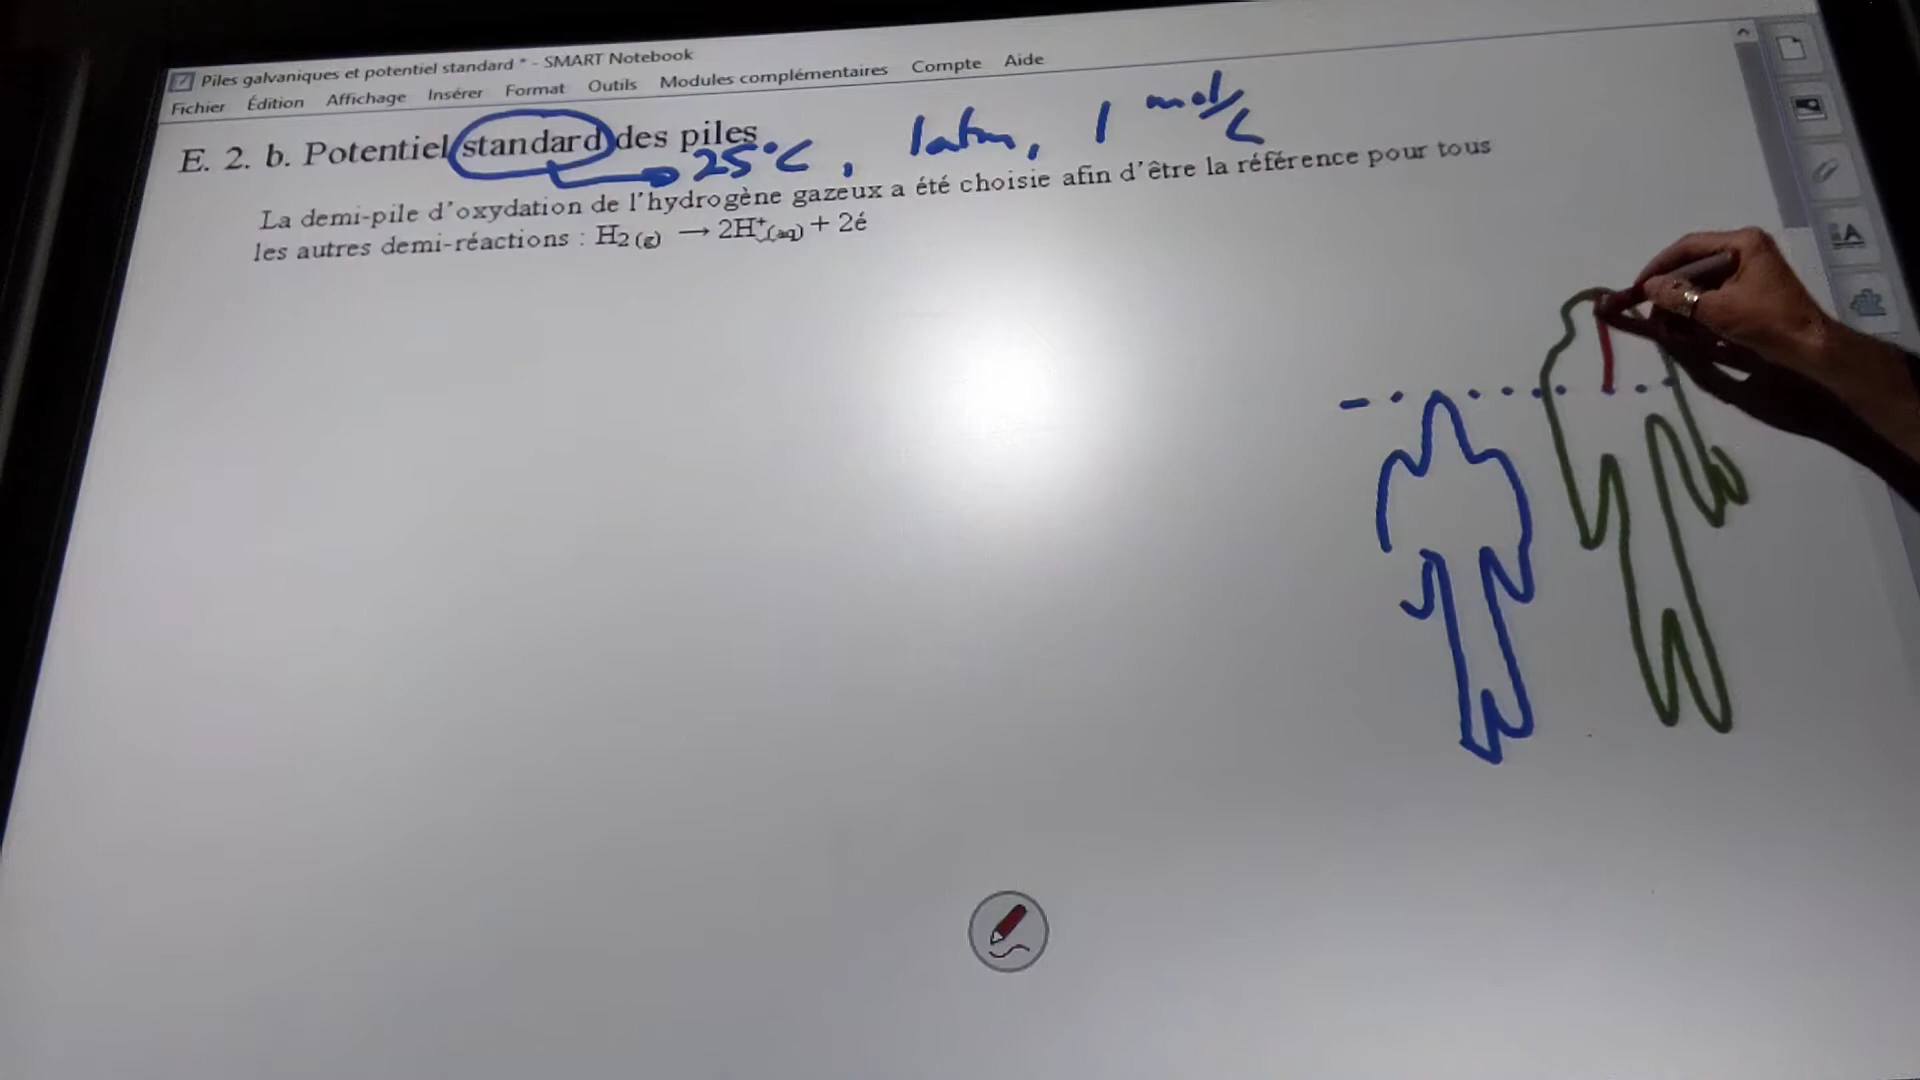 Piles galvaniques et potentiel standard * - SMART Notebook
Fichier Édition Affichage Insérer Format Outils Modules complémentaires Compte Aide
E. 2. b. Potentiel standard des piles
25°C, 1atm, 1 mol/L
La demi-pile d'oxydation de l'hydrogène gazeux a été choisie afin d'être la référence pour tous
les autres demi-réactions : H2 (g) → 2H+(aq) + 2é
A